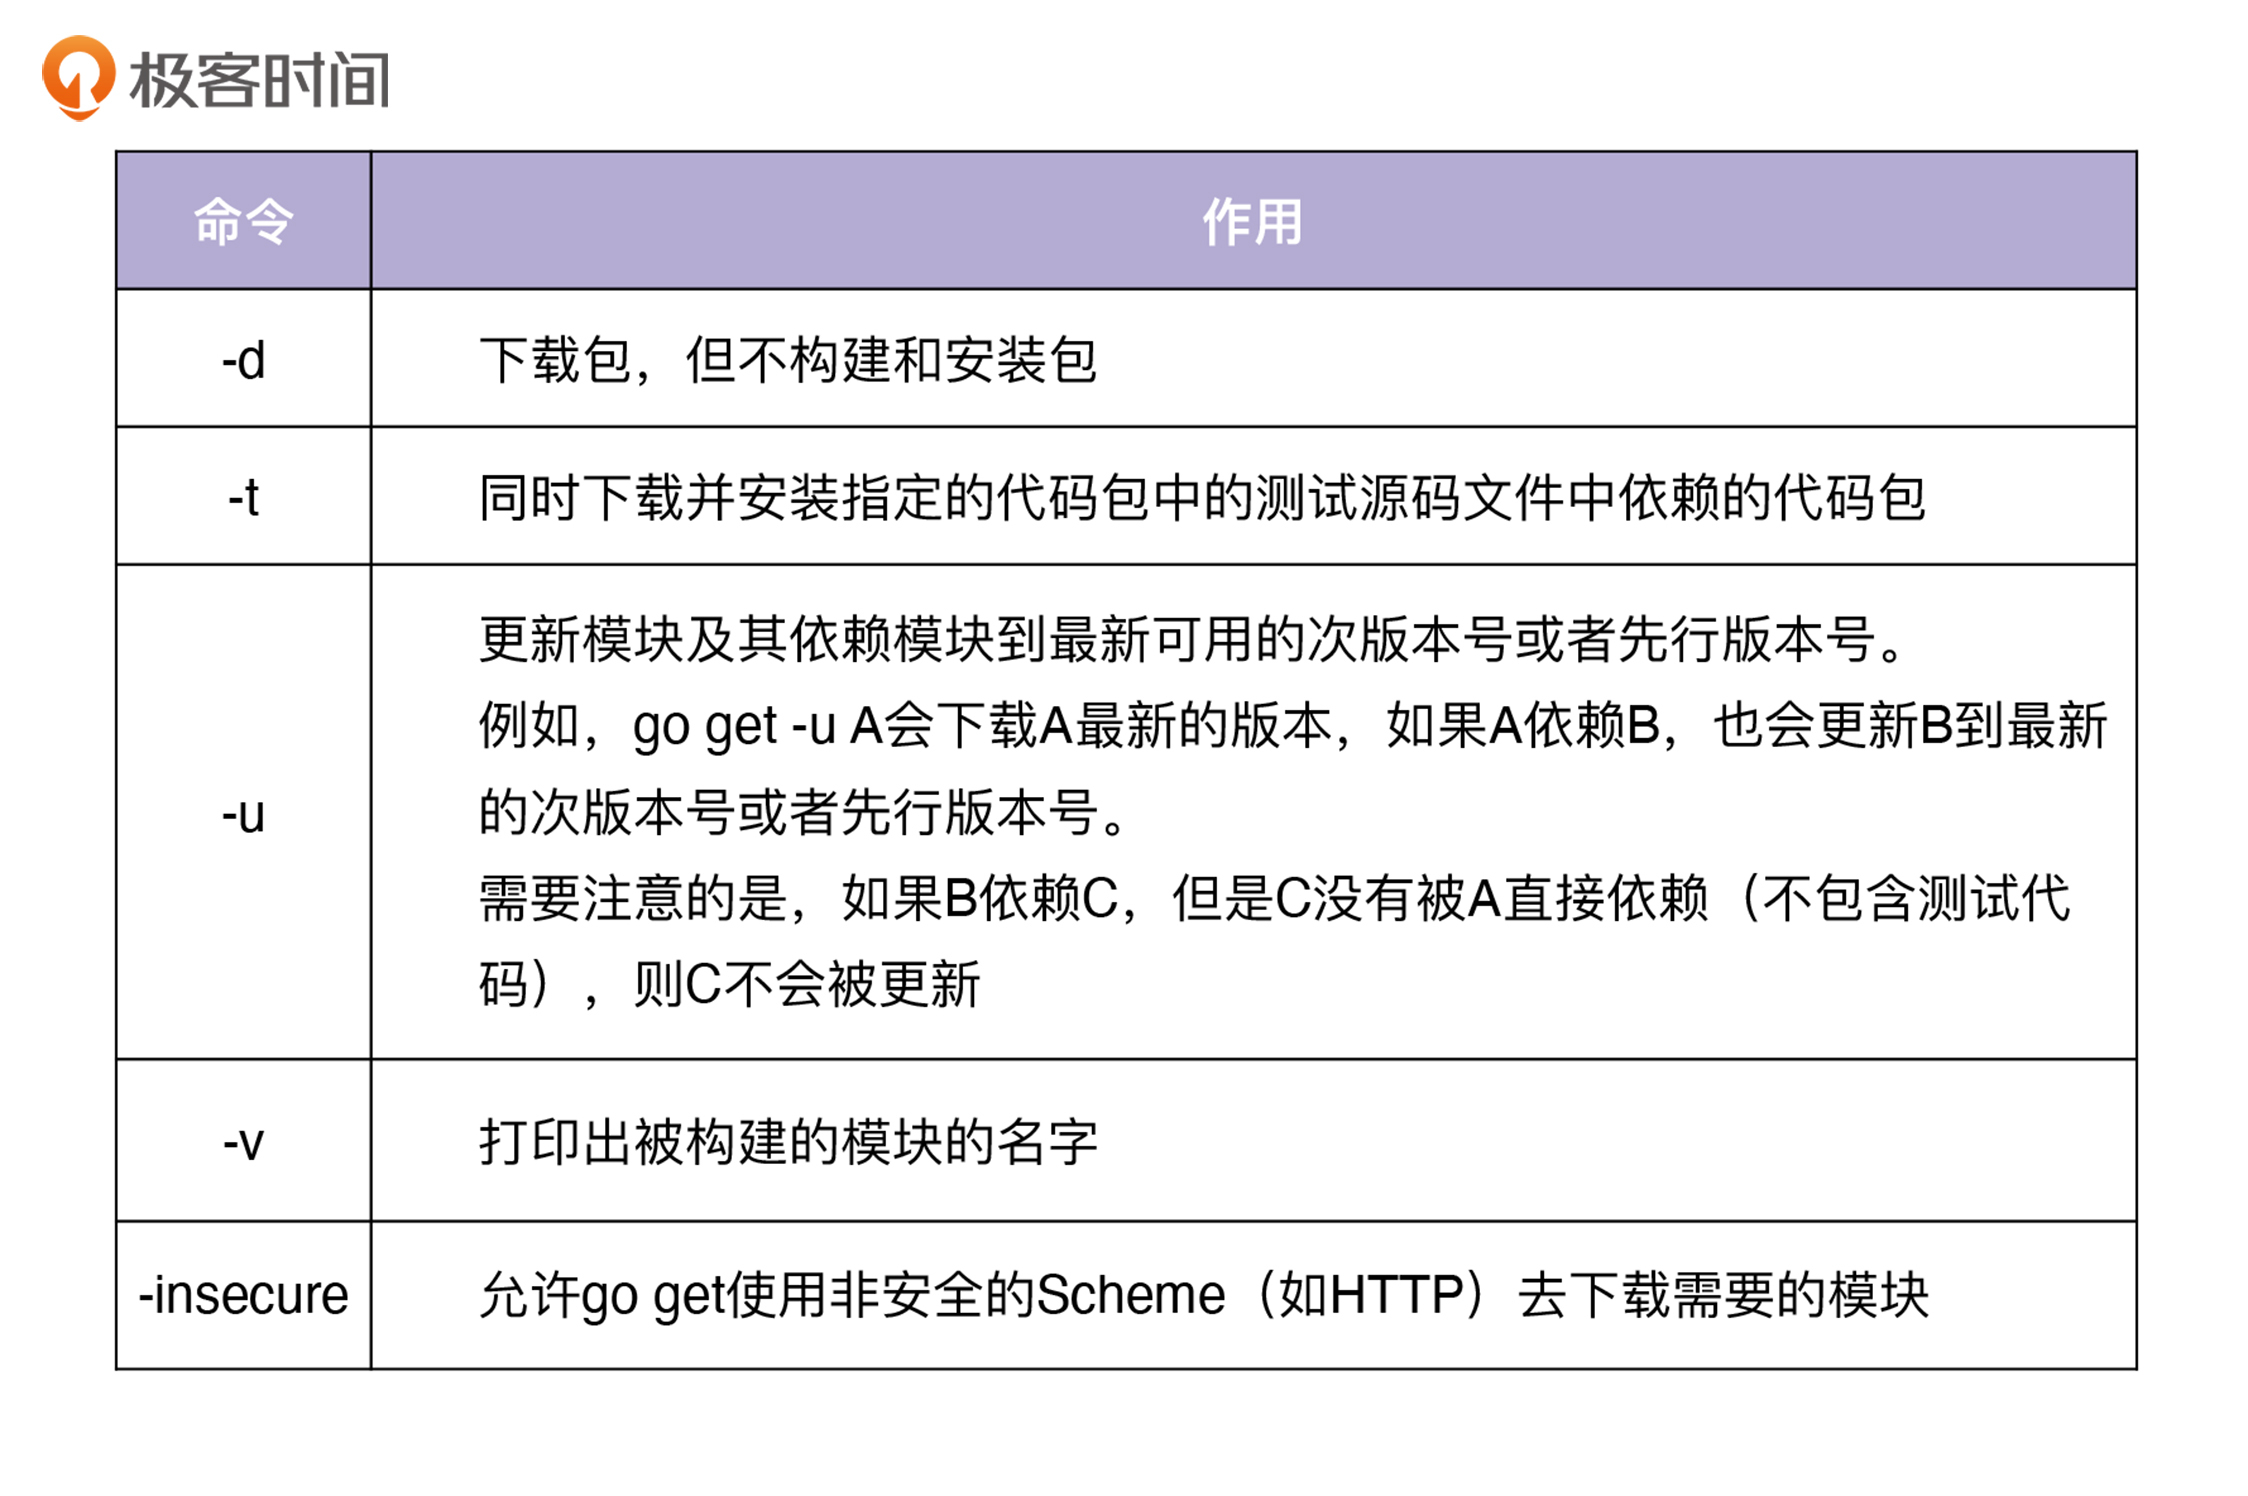 极客时间
命令 作用
-d 下载包，但不构建和安装包
-t 同时下载并安装指定的代码包中的测试源码文件中依赖的代码包
更新模块及其依赖模块到最新可用的次版本号或者先行版本号。
例如，go get -u A会下载A最新的版本，如果A依赖B，也会更新B到最新
-u 的次版本号或者先行版本号。
需要注意的是，如果B依赖C，但是C没有被A直接依赖（不包含测试代
码），则C不会被更新
-v 打印出被构建的模块的名字
-insecure 允许go get使用非安全的Scheme（如HTTP）去下载需要的模块